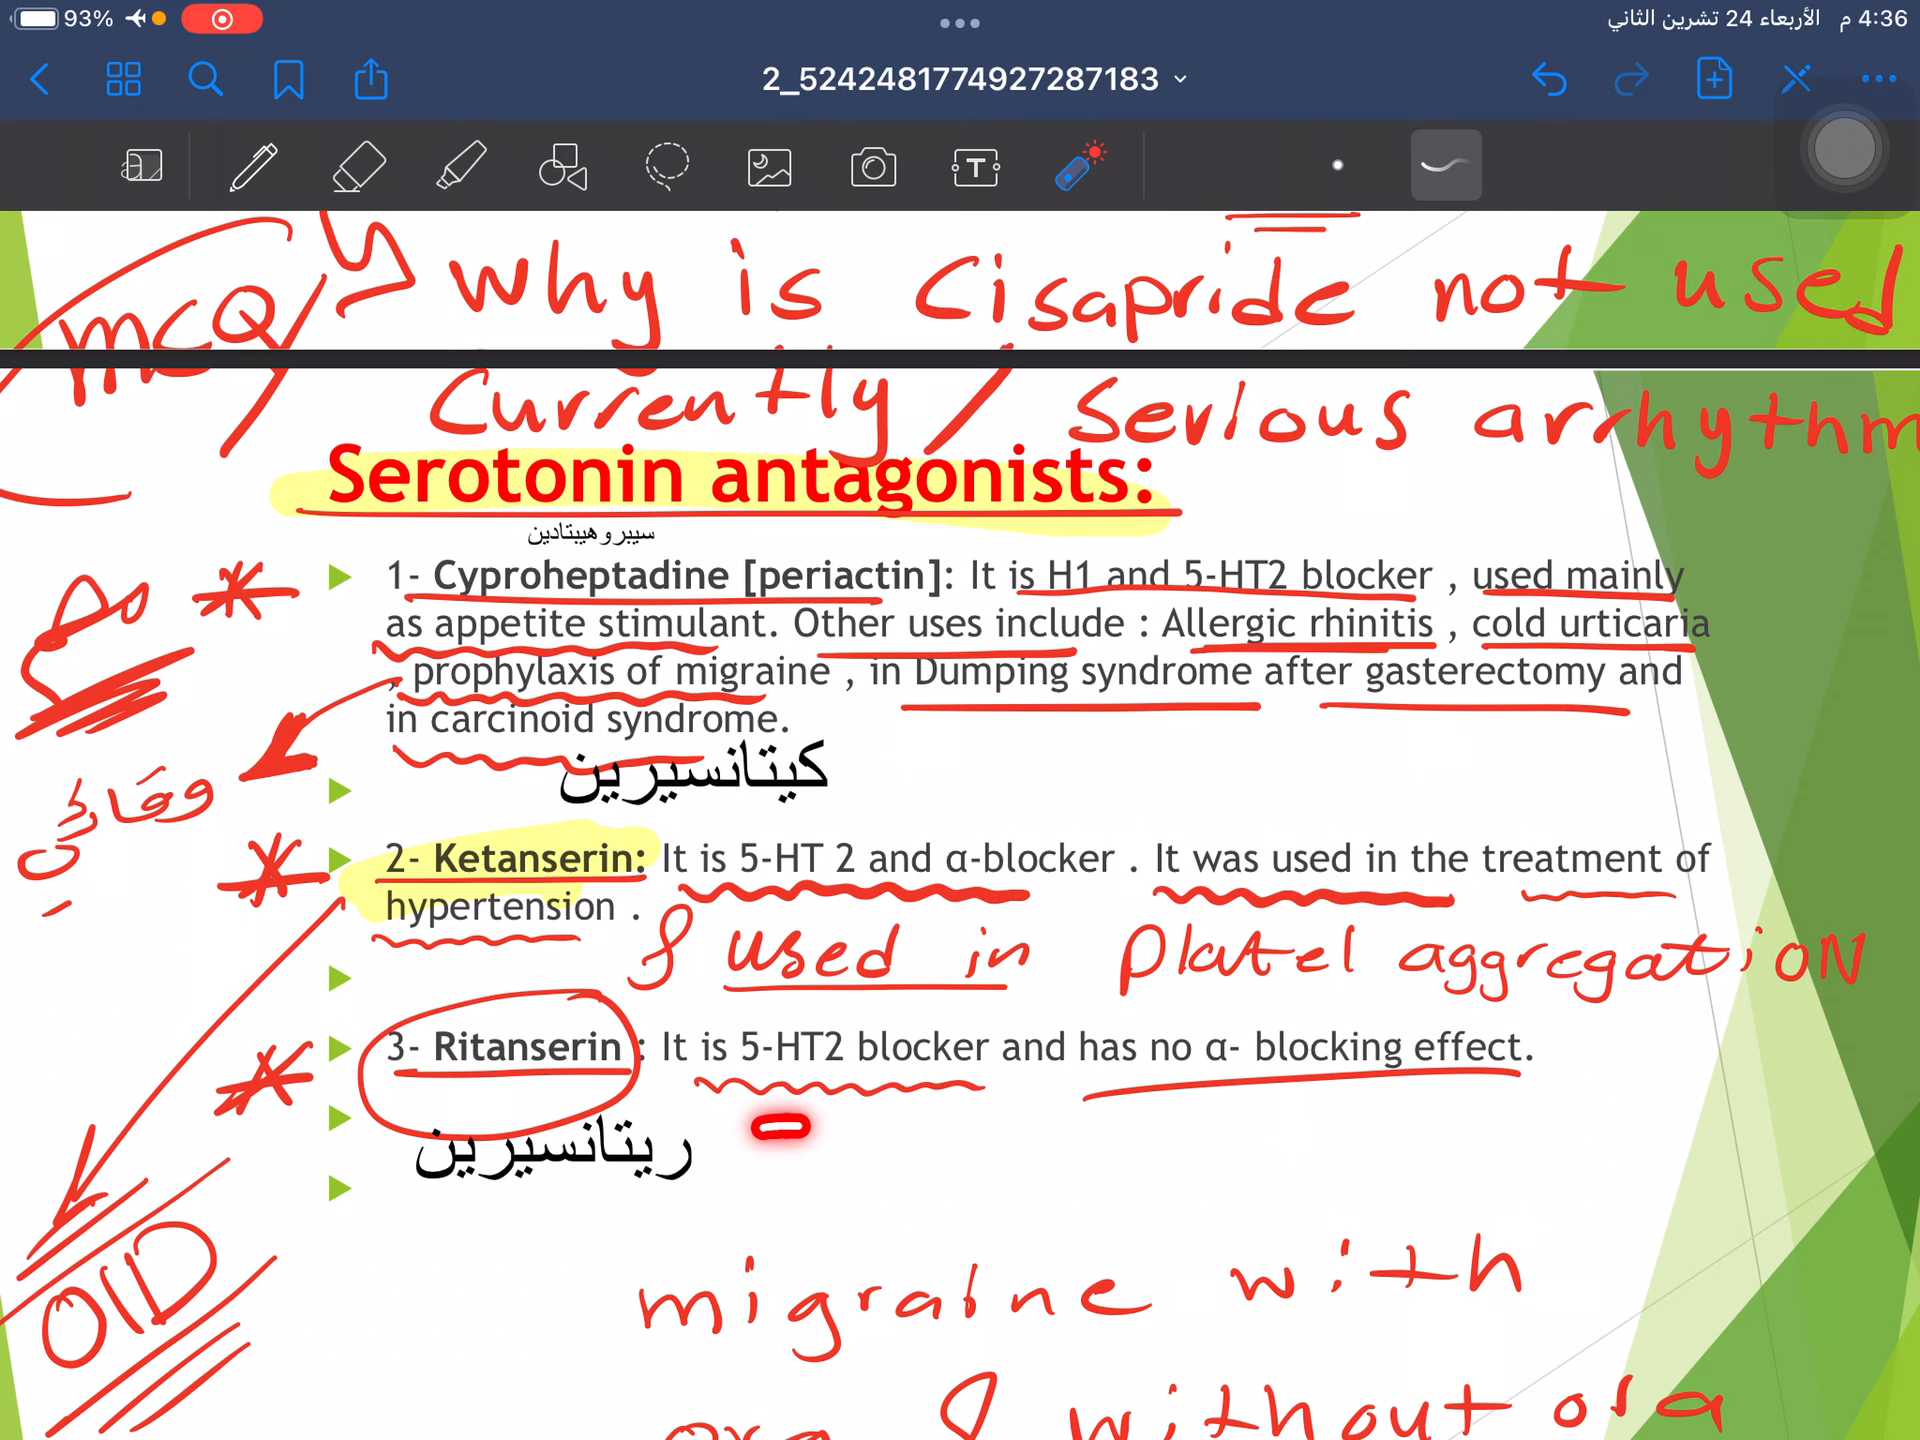 93%
4:36 م الأربعاء 24 تشرين الثاني
2_5242481774927287183
T
MCQ
why is Cisapride not used
Currently / Serious arrhythm
Serotonin antagonists:
سيبروهيبتادين
1- Cyproheptadine [periactin]: It is H1 and 5-HT2 blocker , used mainly
as appetite stimulant. Other uses include : Allergic rhinitis , cold urticaria
, prophylaxis of migraine , in Dumping syndrome after gasterectomy and
in carcinoid syndrome.
كيتانسيرين
2- Ketanserin: It is 5-HT 2 and α-blocker . It was used in the treatment of
hypertension .
& used in Platel aggregation
3- Ritanserin : It is 5-HT2 blocker and has no α- blocking effect.
ريتانسيرين
OlD
migraine with
ora & without ora